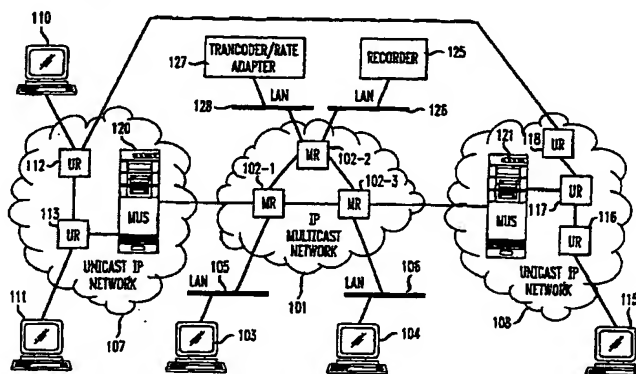 110
127
TRANCODER/RATE ADAPTER
RECORDER
125
128
LAN
LAN
126
120
118
121
112
UR
MR
102-2
UR
102-1
102-3
113
UR
MUS
MR
MR
MUS
UR
117
UR
116
IP MULTICAST NETWORK
101
UNICAST IP NETWORK
107
LAN
105
LAN
106
UNICAST IP NETWORK
108
111
103
104
115